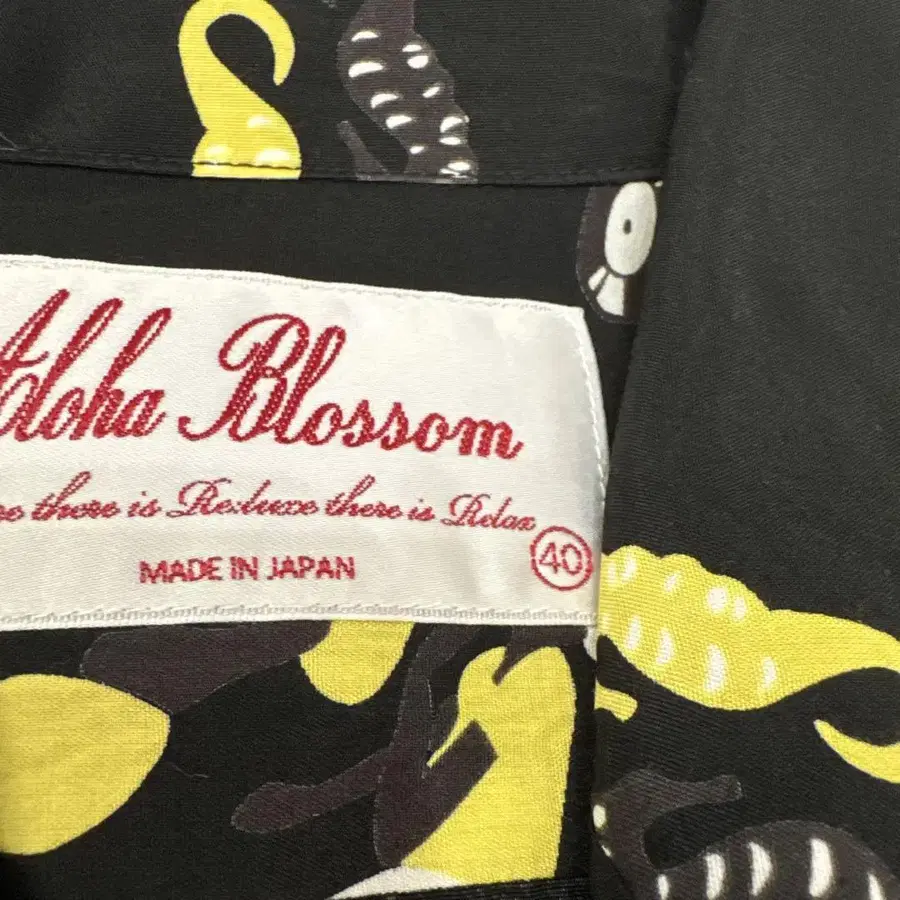 Aloha Blossom
there is Re:luxe there is Relax
MADE IN JAPAN
40